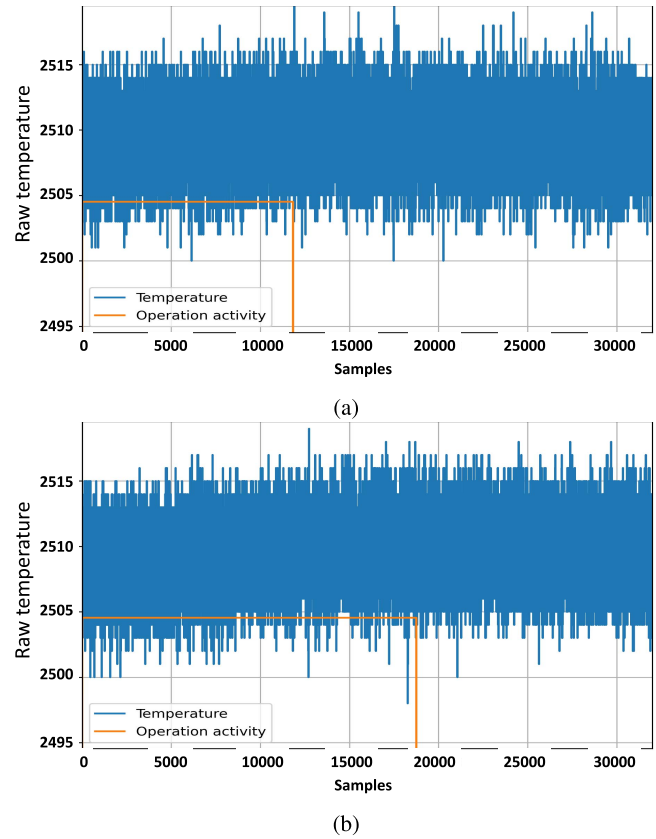 2515
2510
2505
2500
2495
Raw temperature
Temperature
Operation activity
0 5000 10000 15000 20000 25000 30000
Samples
(a)
2515
2510
2505
2500
2495
Raw temperature
Temperature
Operation activity
0 5000 10000 15000 20000 25000 30000
Samples
(b)